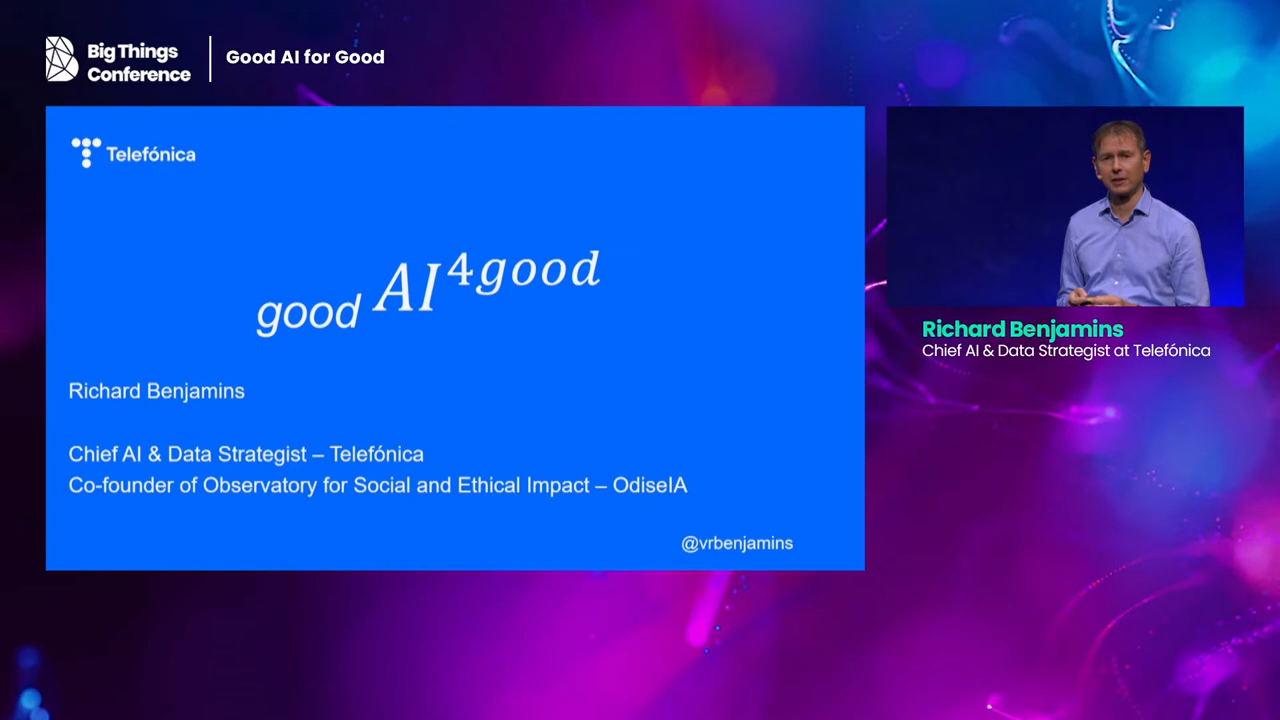 Big Things
Conference
Good AI for Good
Telefónica
good AI 4good
Richard Benjamins
Chief AI & Data Strategist – Telefónica
Co-founder of Observatory for Social and Ethical Impact – OdiseIA
@vrbenjamins
Richard Benjamins
Chief AI & Data Strategist at Telefónica